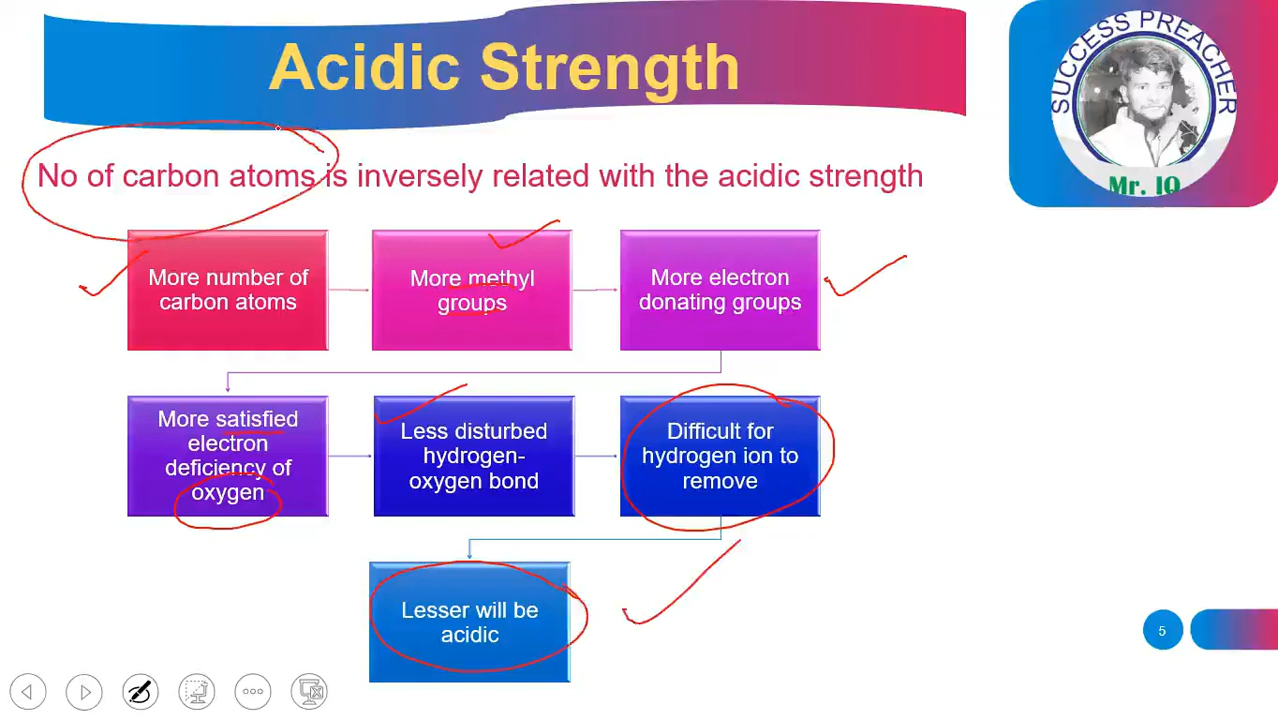 Acidic Strength
SUCCESS PREACHER
Mr. IQ
No of carbon atoms is inversely related with the acidic strength
More number of
carbon atoms
More methyl
groups
More electron
donating groups
More satisfied
electron
deficiency of
oxygen
Less disturbed
hydrogen-
oxygen bond
Difficult for
hydrogen ion to
remove
Lesser will be
acidic
5